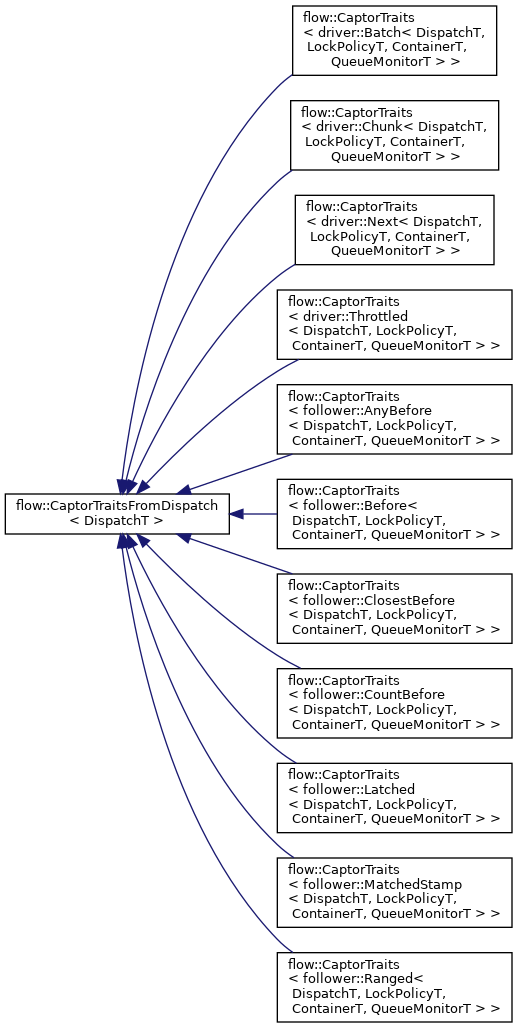 flow::CaptorTraits
< driver::Batch< DispatchT,
LockPolicyT, ContainerT,
QueueMonitorT > >
flow::CaptorTraits
< driver::Chunk< DispatchT,
LockPolicyT, ContainerT,
QueueMonitorT > >
flow::CaptorTraits
< driver::Next< DispatchT,
LockPolicyT, ContainerT,
QueueMonitorT > >
flow::CaptorTraits
< driver::Throttled
< DispatchT, LockPolicyT,
ContainerT, QueueMonitorT > >
flow::CaptorTraits
< follower::AnyBefore
< DispatchT, LockPolicyT,
ContainerT, QueueMonitorT > >
flow::CaptorTraitsFromDispatch
< DispatchT >
flow::CaptorTraits
< follower::Before<
DispatchT, LockPolicyT,
ContainerT, QueueMonitorT > >
flow::CaptorTraits
< follower::ClosestBefore
< DispatchT, LockPolicyT,
ContainerT, QueueMonitorT > >
flow::CaptorTraits
< follower::CountBefore
< DispatchT, LockPolicyT,
ContainerT, QueueMonitorT > >
flow::CaptorTraits
< follower::Latched
< DispatchT, LockPolicyT,
ContainerT, QueueMonitorT > >
flow::CaptorTraits
< follower::MatchedStamp
< DispatchT, LockPolicyT,
ContainerT, QueueMonitorT > >
flow::CaptorTraits
< follower::Ranged<
DispatchT, LockPolicyT,
ContainerT, QueueMonitorT > >